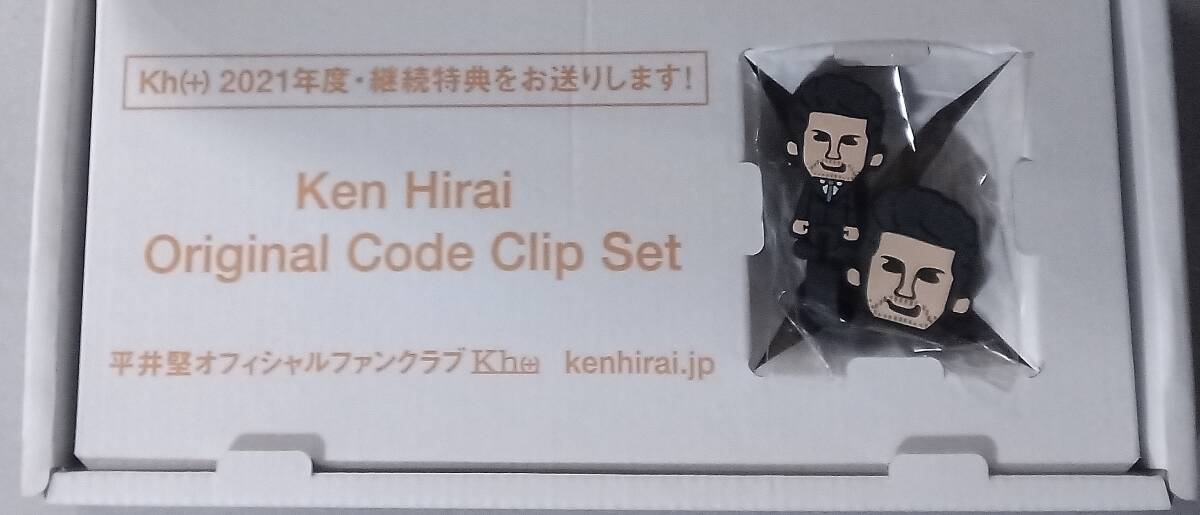 Kh(+) 2021年度・継続特典をお送りします!
Ken Hirai
Original Code Clip Set
平井堅オフィシャルファンクラブ Kh(+) kenhirai.jp